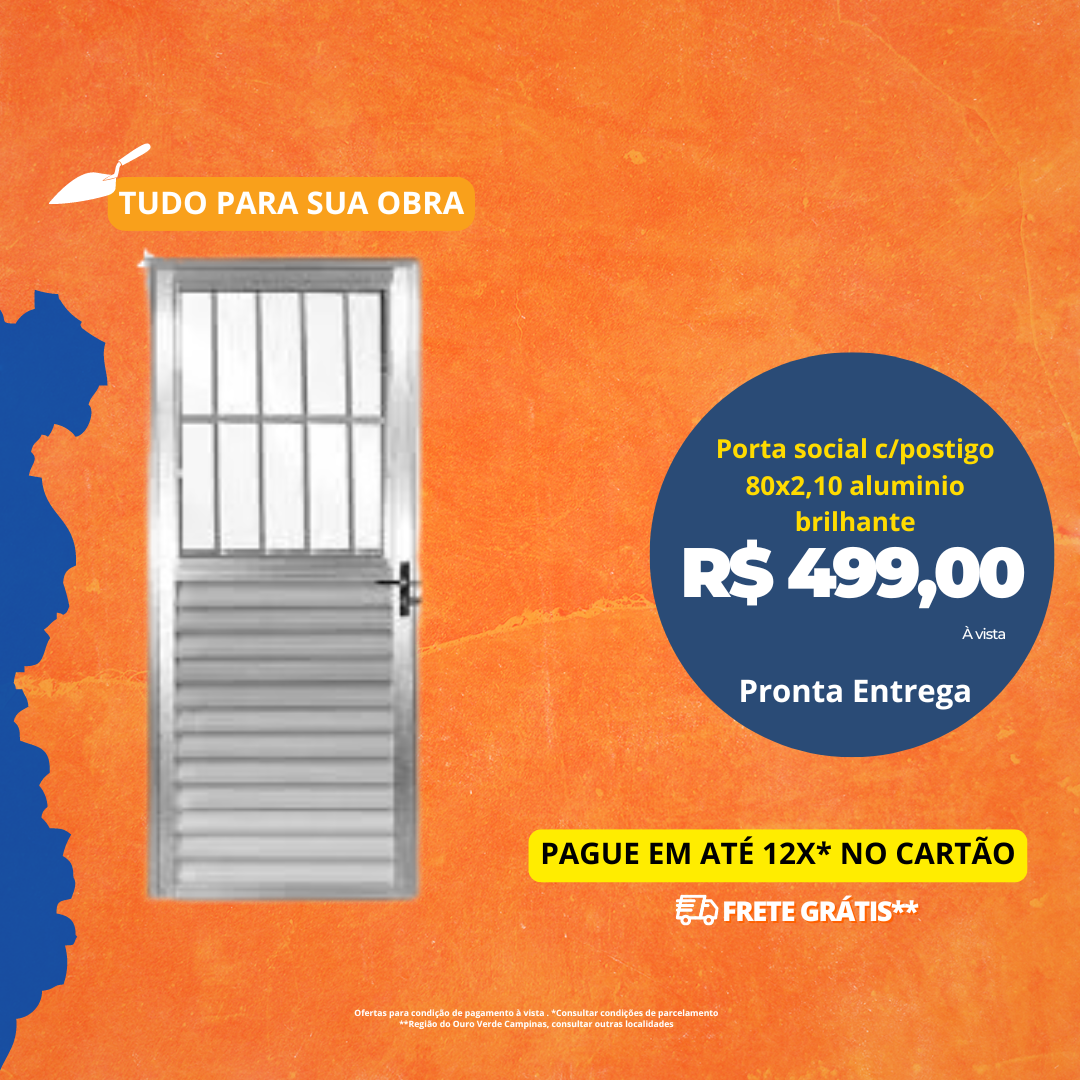 TUDO PARA SUA OBRA
Porta social c/postigo
80x2,10 aluminio
brilhante
R$ 499,00
À vista
Pronta Entrega
PAGUE EM ATÉ 12X* NO CARTÃO
FRETE GRÁTIS**
Ofertas para condição de pagamento à vista . *Consultar condições de parcelamento
**Região do Ouro Verde Campinas, consultar outras localidades